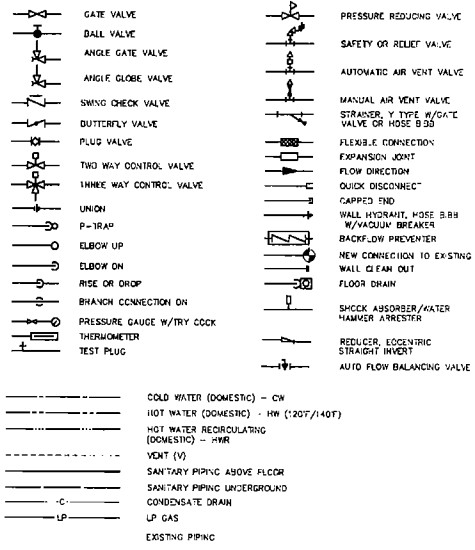 GATE VALVE
BALL VALVE
ANGLE GATE VALVE
ANGLE GLOBE VALVE
SWING CHECK VALVE
BUTTERFLY VALVE
PLUG VALVE
TWO WAY CONTROL VALVE
THREE WAY CONTROL VALVE
UNION
P-TRAP
ELBOW UP
ELBOW ON
RISE OR DROP
BRANCH CONNECTION ON
PRESSURE GAUGE W/TRY COCK
THERMOMETER
TEST PLUG
PRESSURE REDUCING VALVE
SAFETY OR RELIEF VALVE
AUTOMATIC AIR VENT VALVE
MANUAL AIR VENT VALVE
STRAINER, Y TYPE W/GATE
VALVE OR HOSE BIBB
FLEXIBLE CONNECTION
EXPANSION JOINT
FLOW DIRECTION
QUICK DISCONNECT
CAPPED END
WALL HYDRANT, HOSE BIBB
W/VACUUM BREAKER
BACKFLOW PREVENTER
NEW CONNECTION TO EXISTING
WALL CLEAN OUT
FLOOR DRAIN
SHOCK ABSORBER/WATER
HAMMER ARRESTER
REDUCER, ECCENTRIC
STRAIGHT INVERT
AUTO FLOW BALANCING VALVE
COLD WATER (DOMESTIC) - CW
HOT WATER (DOMESTIC) - HW (120°F/140°F)
HOT WATER RECIRCULATING
(DOMESTIC) - HWR
VENT (V)
SANITARY PIPING ABOVE FLOOR
SANITARY PIPING UNDERGROUND
-C- CONDENSATE DRAIN
LP LP GAS
EXISTING PIPING